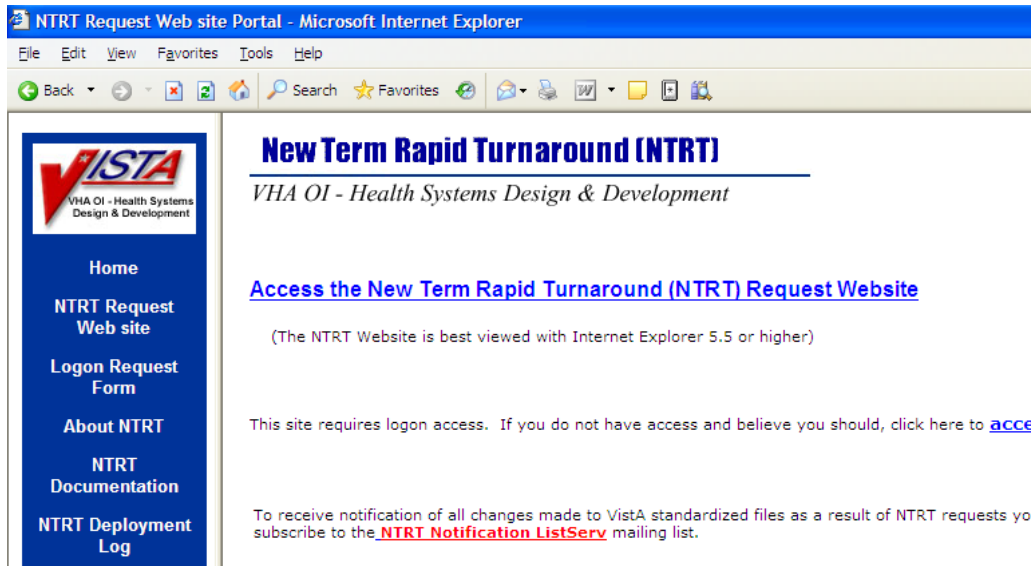 NTRT Request Web site Portal - Microsoft Internet Explorer
File Edit View Favorites Tools Help
Back Search Favorites
VISTA
VHA OI - Health Systems
Design & Development
Home
NTRT Request
Web site
Logon Request
Form
About NTRT
NTRT
Documentation
NTRT Deployment
Log
New Term Rapid Turnaround (NTRT)
VHA OI - Health Systems Design & Development
Access the New Term Rapid Turnaround (NTRT) Request Website
(The NTRT Website is best viewed with Internet Explorer 5.5 or higher)
This site requires logon access. If you do not have access and believe you should, click here to
To receive notification of all changes made to VistA standardized files as a result of NTRT requests
subscribe to the NTRT Notification ListServ mailing list.